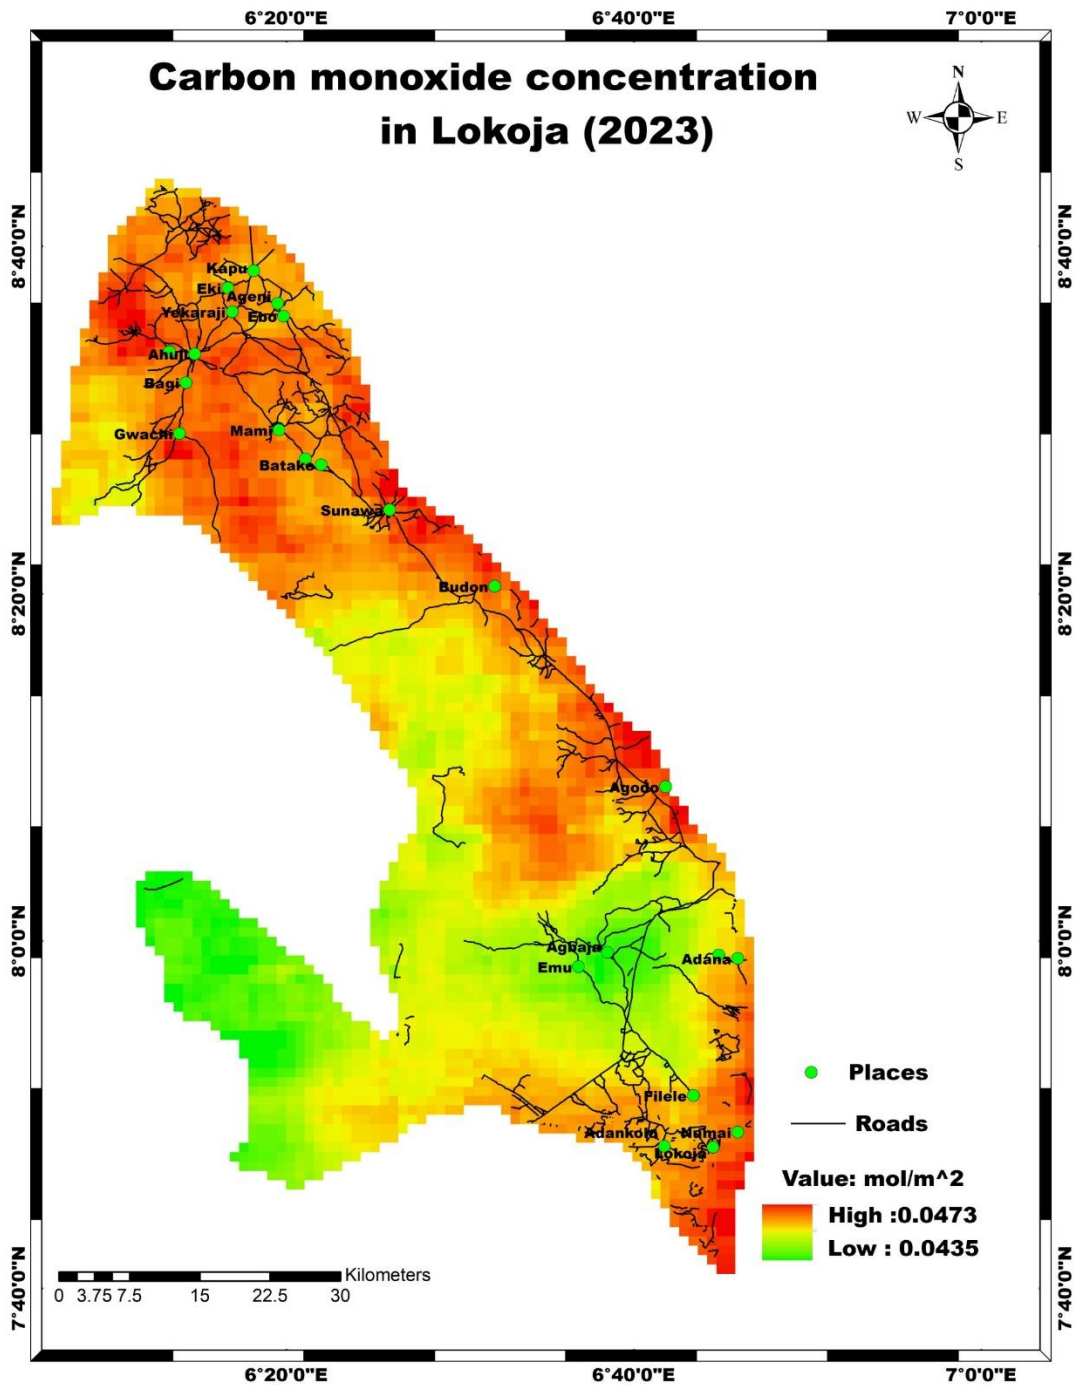 6°20'0"E 6°40'0"E 7°0'0"E
Carbon monoxide concentration
in Lokoja (2023)
N
W E
S
8°40'0"N 8°40'0"N
Kapu
Eki
Ageni
Yekaraji
Ebo
Ahuji
Bagi
Gwachi
Mami
Batako
Sunawa
8°20'0"N 8°20'0"N
Budon
Agodo
8°0'0"N 8°0'0"N
Agbaja
Emu
Adana
Places
Pilele
Roads
Adankolo
Numai
Lokoja
Value: mol/m^2
High :0.0473
Low : 0.0435
7°40'0"N 7°40'0"N
Kilometers
0 3.75 7.5 15 22.5 30
6°20'0"E 6°40'0"E 7°0'0"E